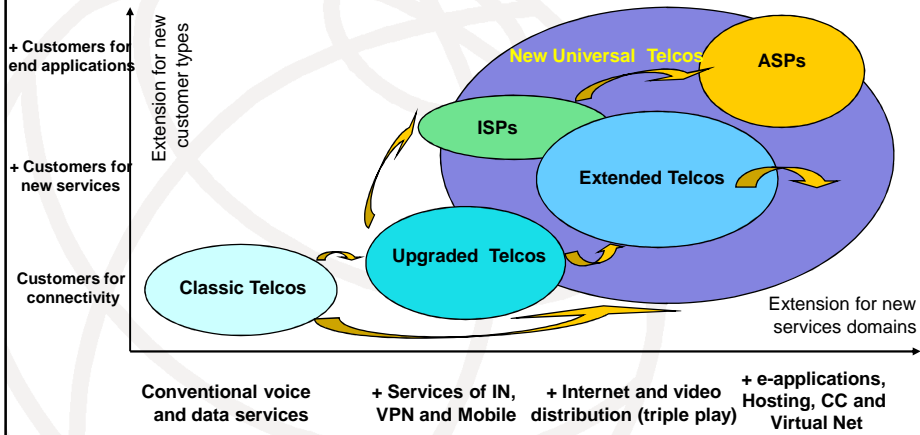 + Customers for
end applications
Extension for new
customer types
New Universal Telcos
ASPs
ISPs
+ Customers for
new services
Extended Telcos
Upgraded Telcos
Customers for
connectivity
Classic Telcos
Extension for new
services domains
Conventional voice
and data services
+ Services of IN,
VPN and Mobile
+ Internet and video
distribution (triple play)
+ e-applications,
Hosting, CC and
Virtual Net